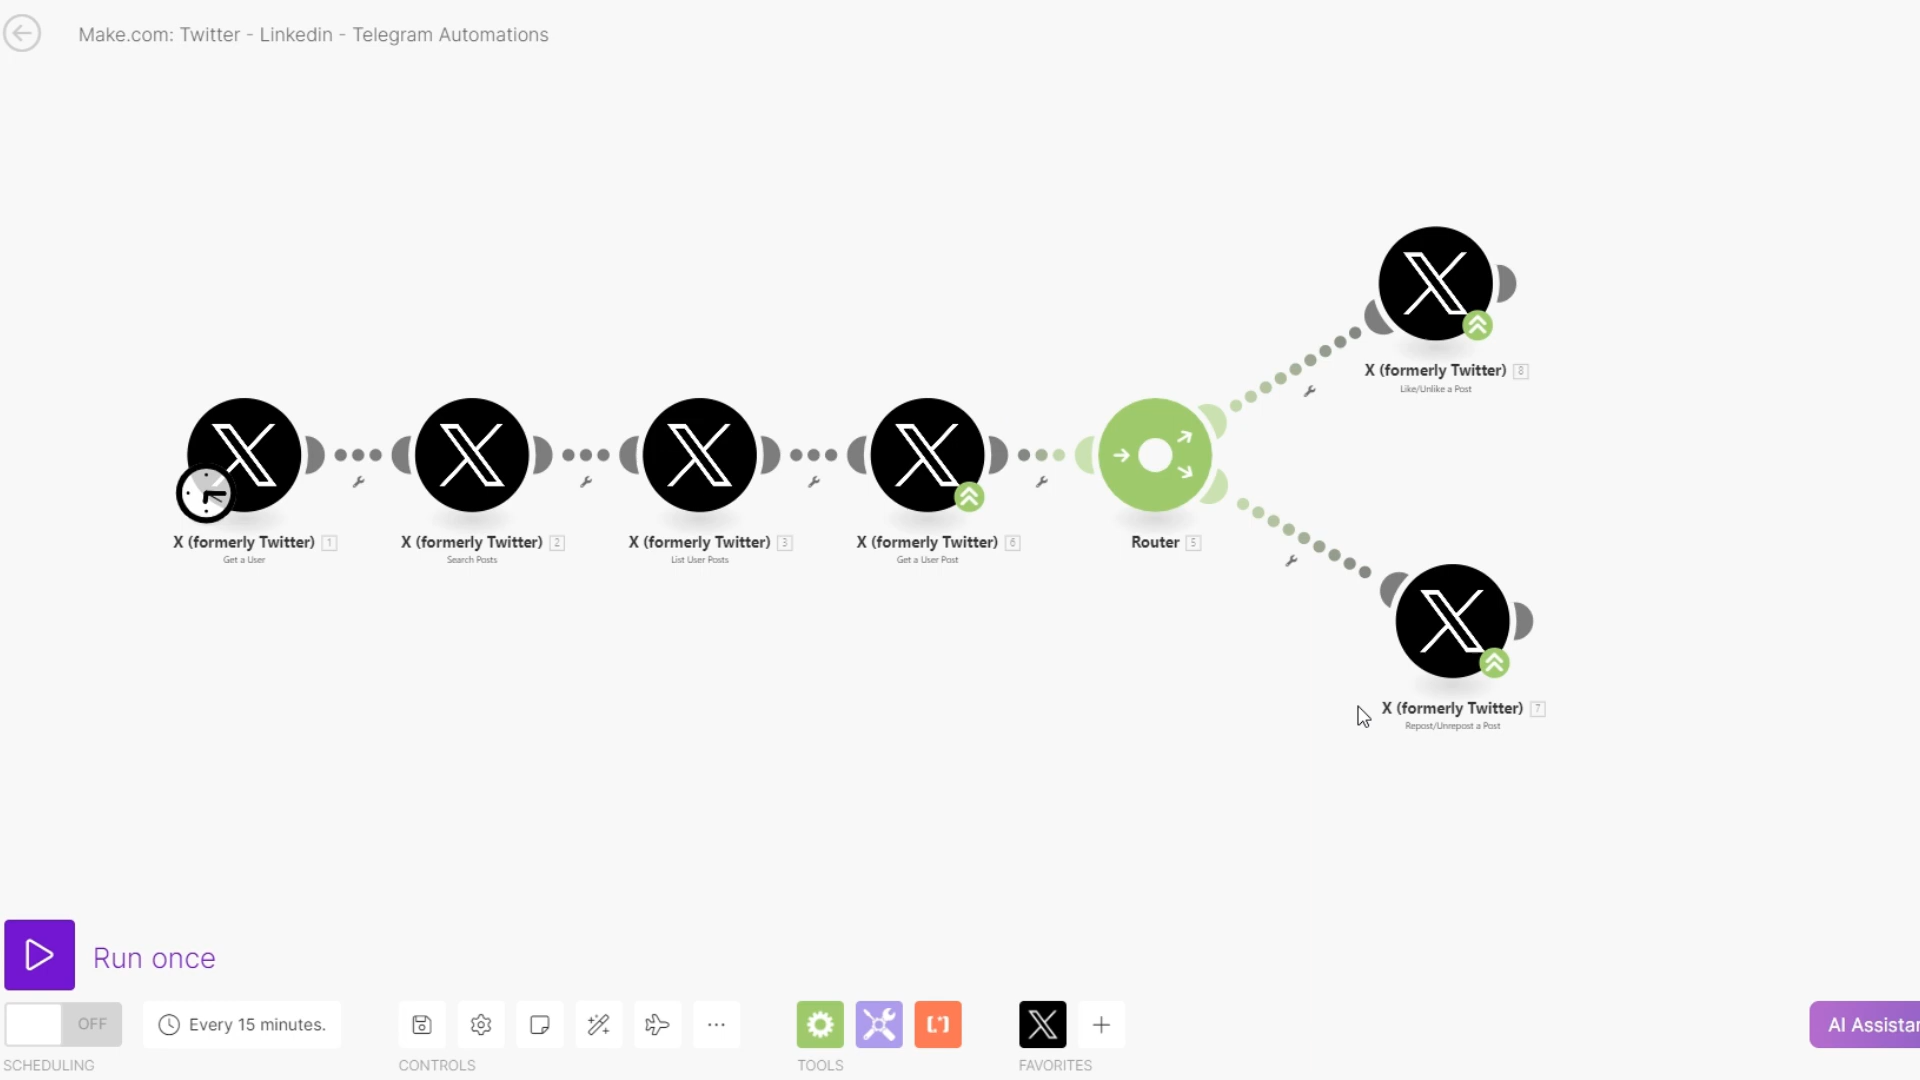 Make.com: Twitter - Linkedin - Telegram Automations
X (formerly Twitter) 8
Like/Unlike a Post
X (formerly Twitter) 1
Get a User
X (formerly Twitter) 2
Search Posts
X (formerly Twitter) 3
List User Posts
X (formerly Twitter) 6
Get a User Post
Router 5
X (formerly Twitter) 7
Repost/Unrepost a Post
Run once
OFF
Every 15 minutes.
SCHEDULING
CONTROLS
TOOLS
FAVORITES
AI Assistan